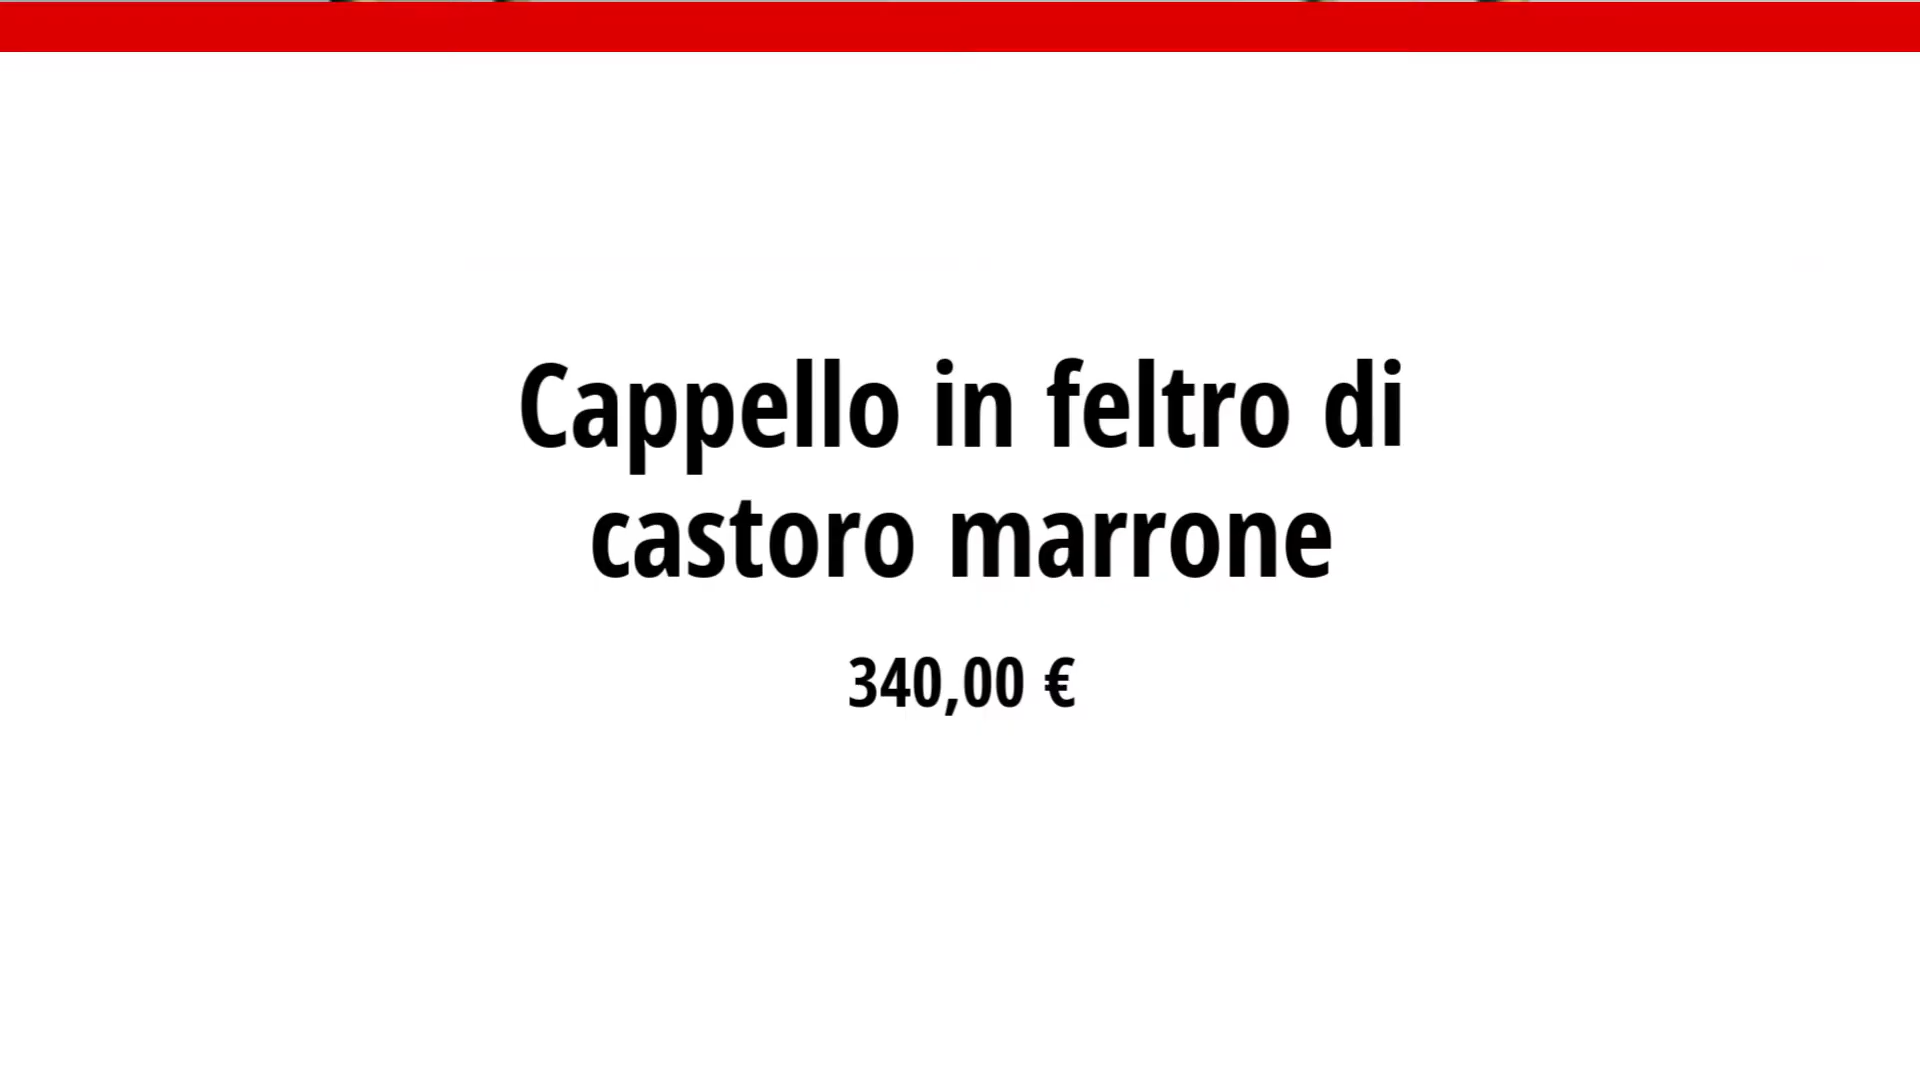 Cappello in feltro di
castoro marrone
340,00 €